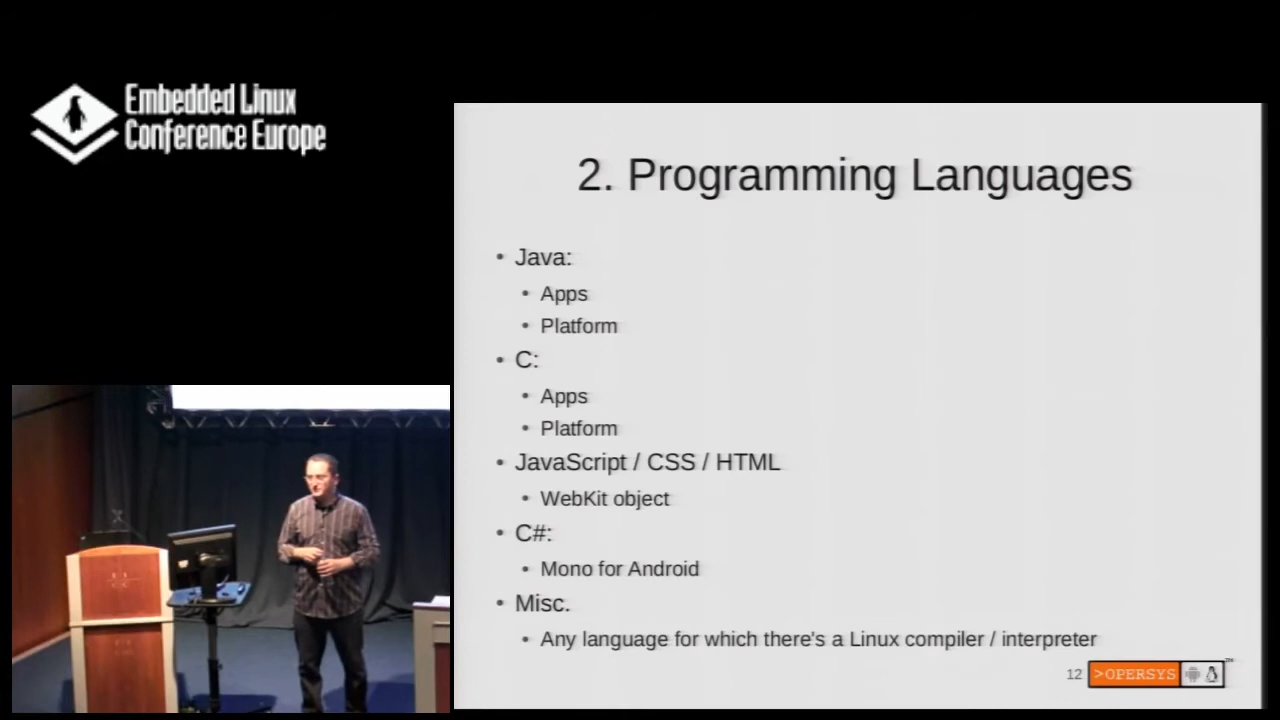 Embedded Linux
Conference Europe
2. Programming Languages
• Java:
• Apps
• Platform
• C:
• Apps
• Platform
• JavaScript / CSS / HTML
• WebKit object
• C#:
• Mono for Android
• Misc.
• Any language for which there's a Linux compiler / interpreter
12
>OPERSYS
™